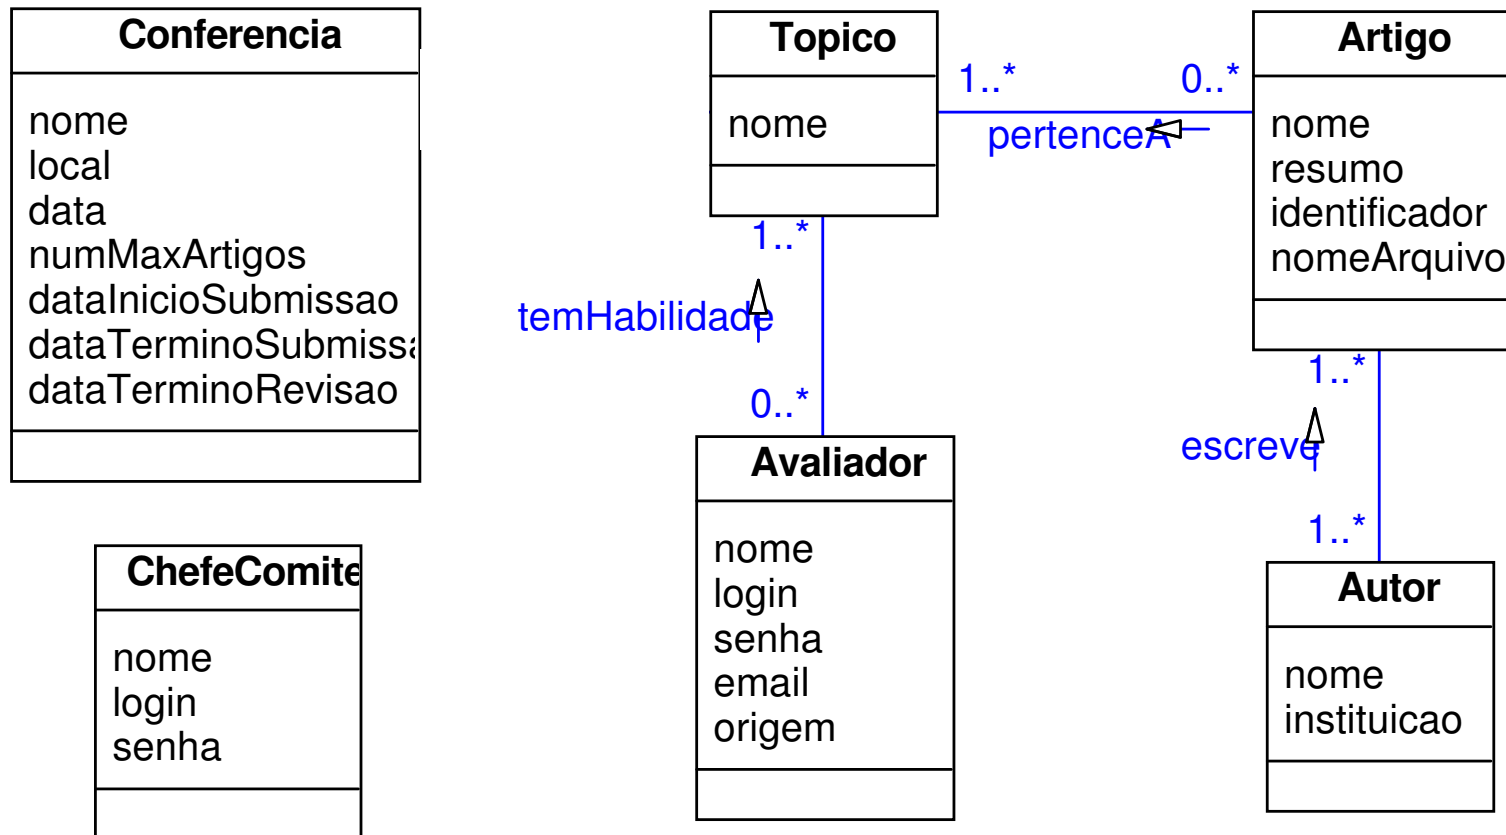 Conferencia
nome
local
data
numMaxArtigos
dataInicioSubmissao
dataTerminoSubmissa
dataTerminoRevisao
ChefeComite
nome
login
senha
Topico
nome
1..*
0..*
pertenceA
1..*
temHabilidade
0..*
Avaliador
nome
login
senha
email
origem
Artigo
nome
resumo
identificador
nomeArquivo
1..*
escreve
1..*
Autor
nome
instituicao